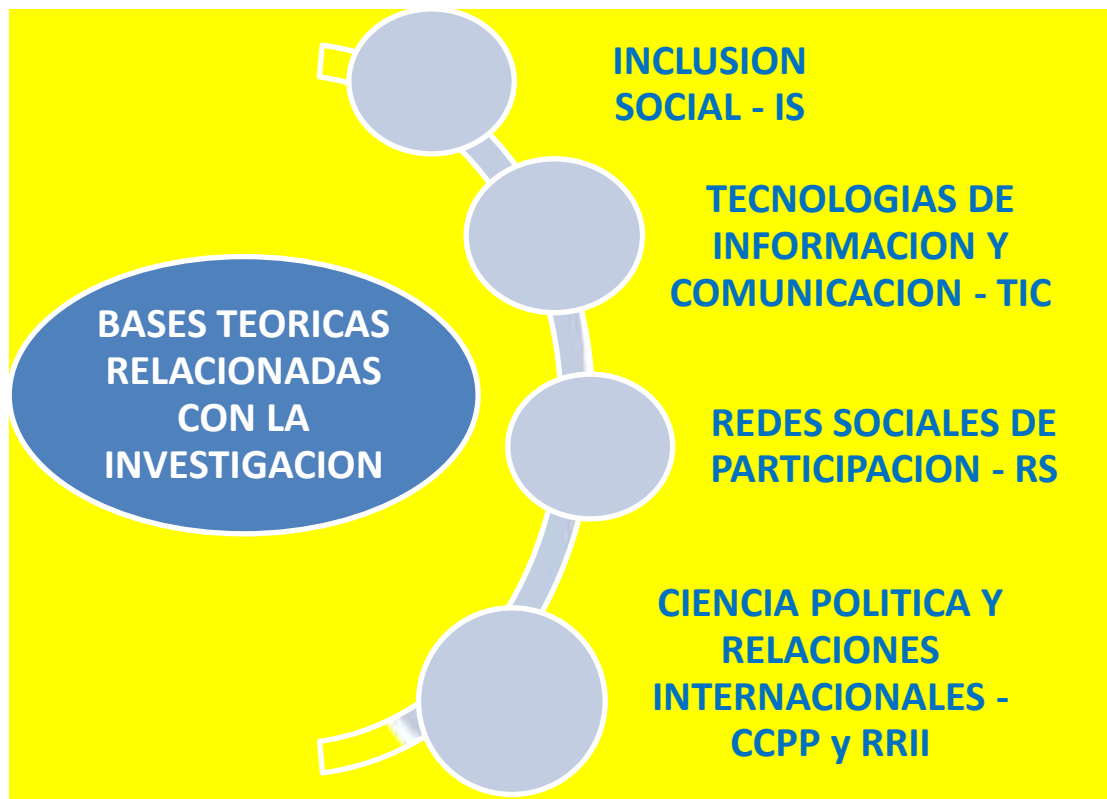 INCLUSION
SOCIAL - IS
TECNOLOGIAS DE
INFORMACION Y
COMUNICACION - TIC
BASES TEORICAS
RELACIONADAS
CON LA
INVESTIGACION
REDES SOCIALES DE
PARTICIPACION - RS
CIENCIA POLITICA Y
RELACIONES
INTERNACIONALES -
CCPP y RRII